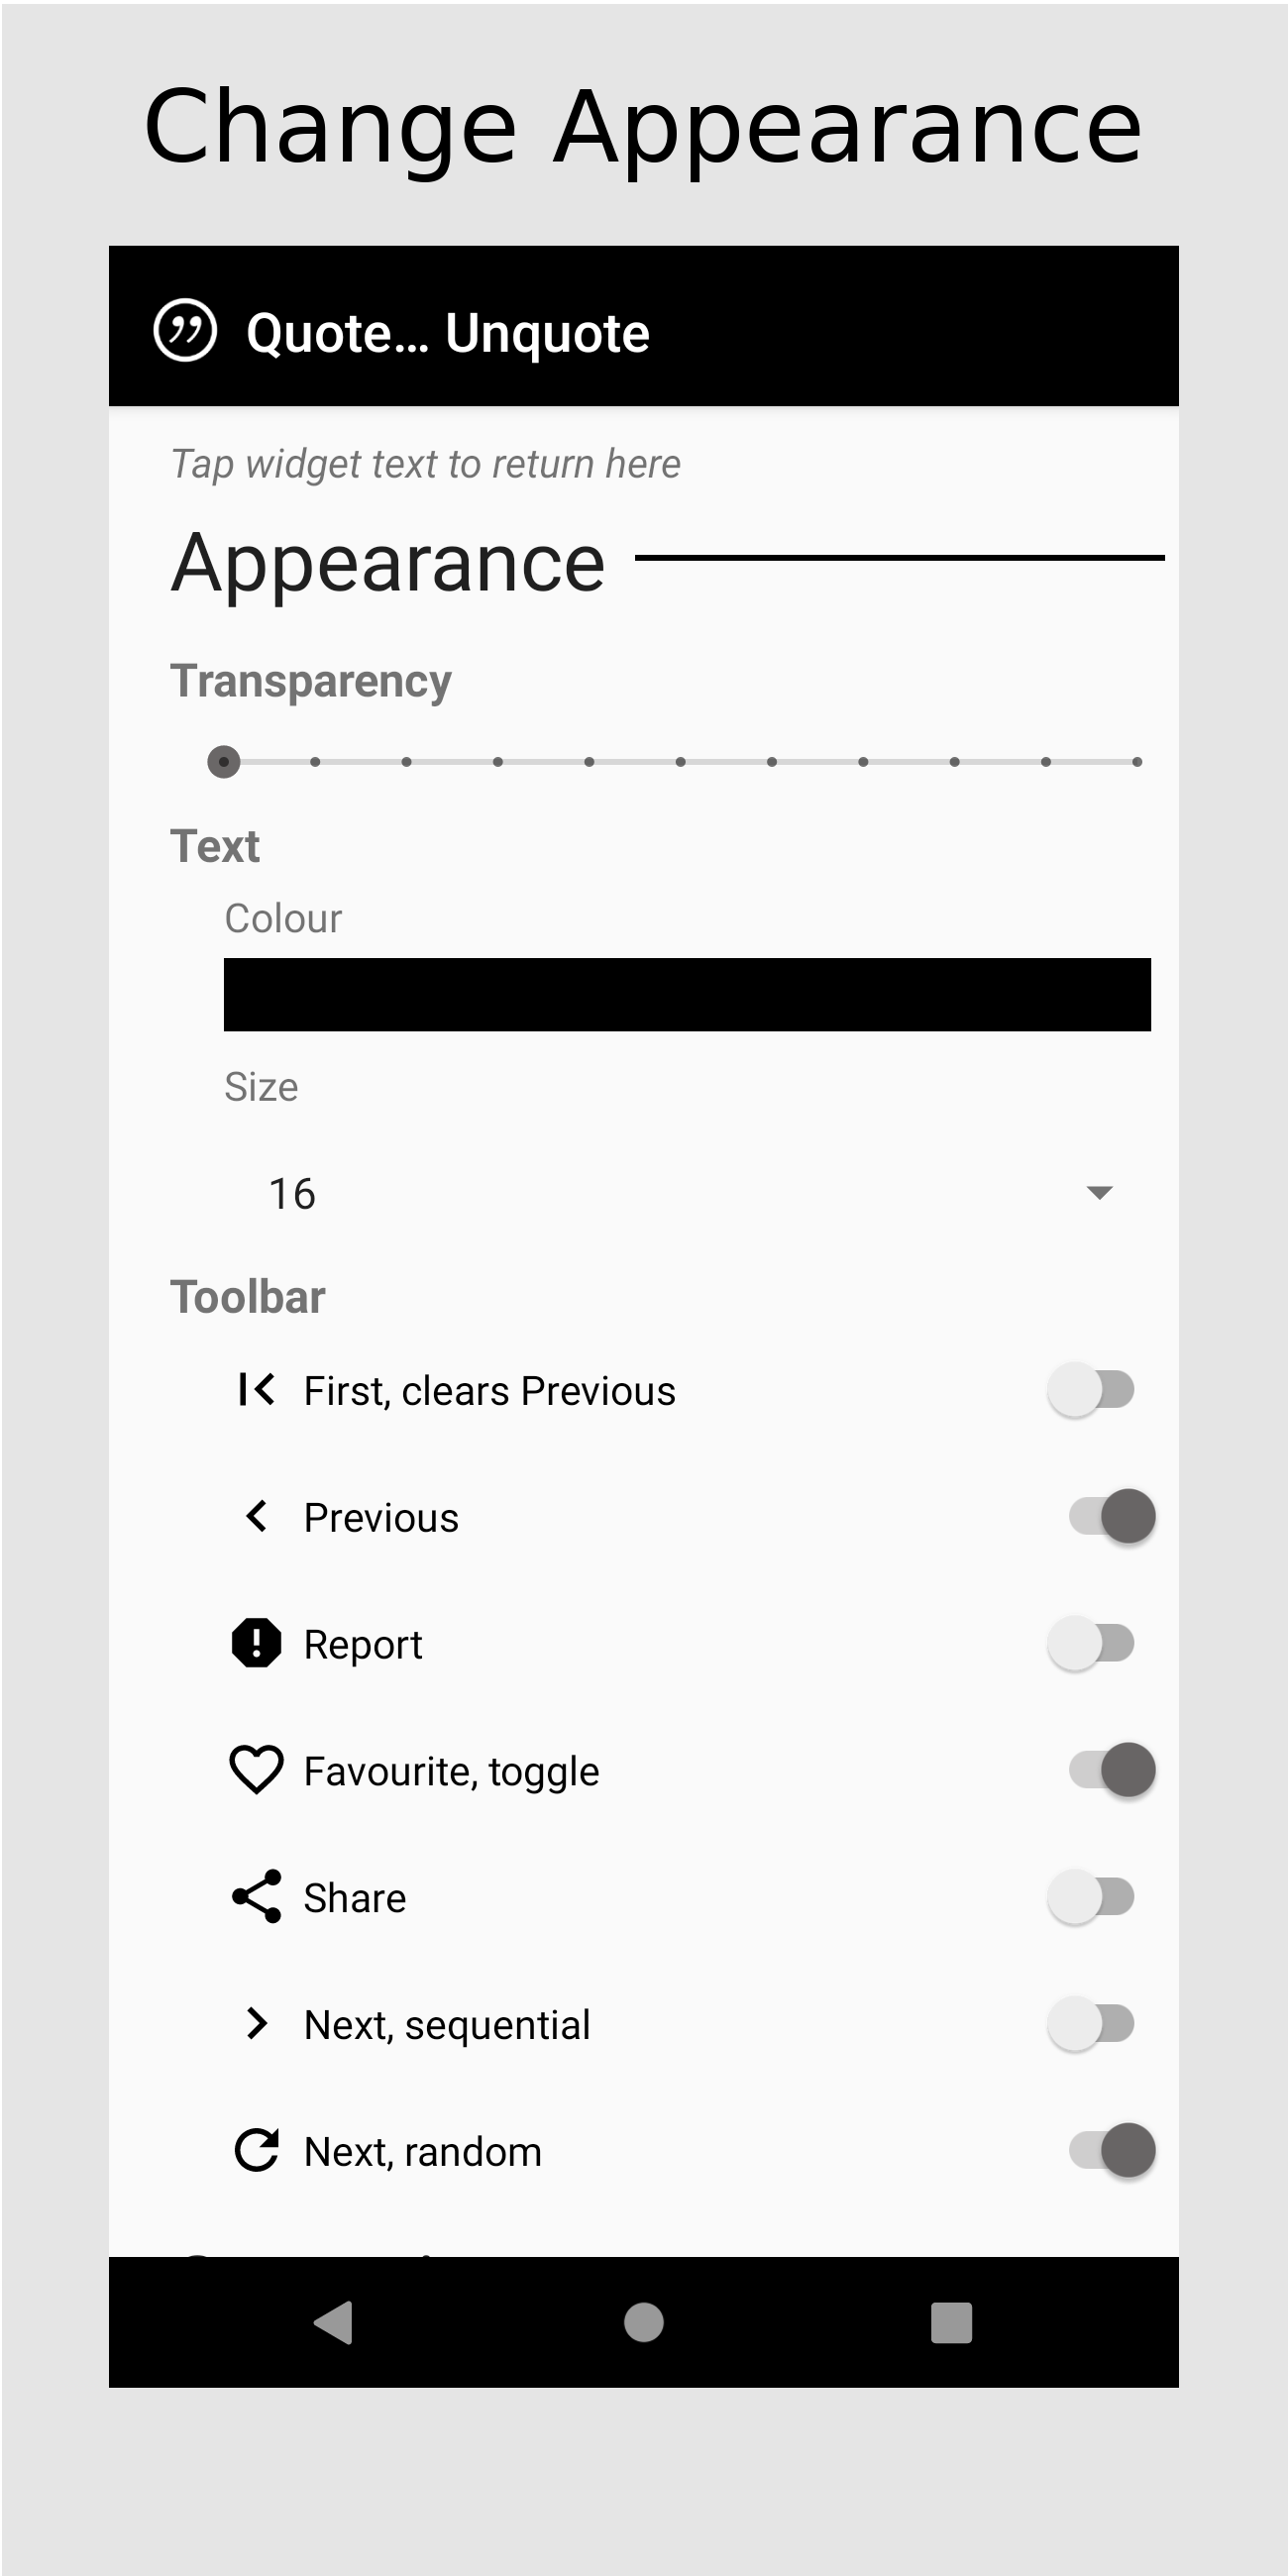 Change Appearance
Quote... Unquote
Tap widget text to return here
Appearance
Transparency
Text
Colour
Size
16
Toolbar
First, clears Previous
Previous
Report
Favourite, toggle
Share
Next, sequential
Next, random